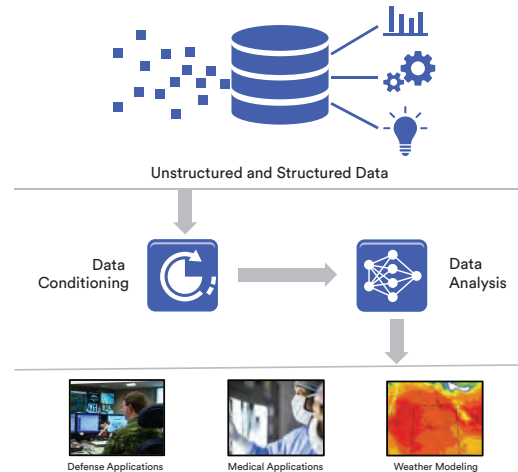 Unstructured and Structured Data
Data
Conditioning
Data
Analysis
Defense Applications
Medical Applications
Weather Modeling